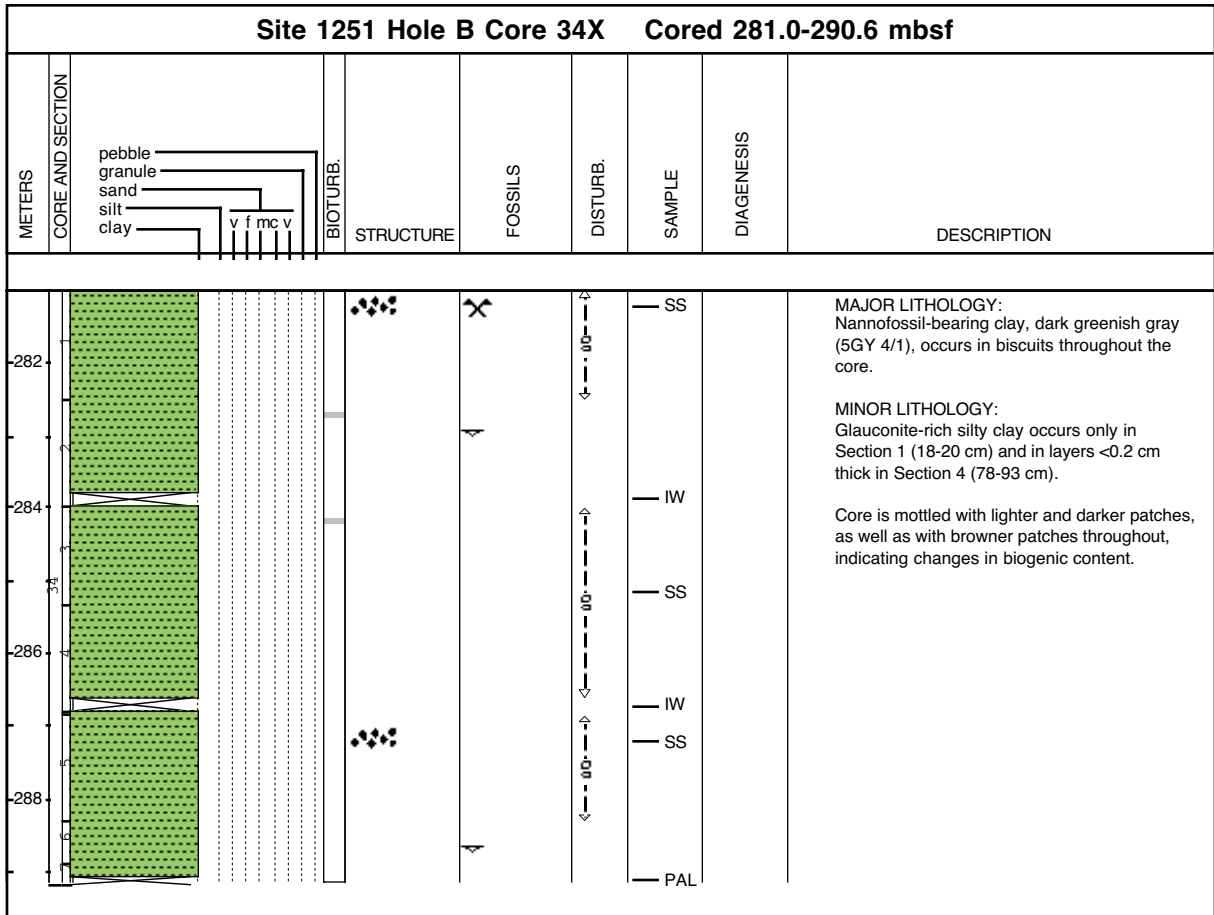 Site 1251 Hole B Core 34X Cored 281.0-290.6 mbsf
METERS
CORE AND SECTION
pebble
granule
sand
silt
clay
v f mc v
BIOTURB.
STRUCTURE
FOSSILS
DISTURB.
SAMPLE
DIAGENESIS
DESCRIPTION
282
284
286
288
34
1
2
3
4
5
6
7
SS
IW
SS
IW
SS
PAL
MAJOR LITHOLOGY:
Nannofossil-bearing clay, dark greenish gray
(5GY 4/1), occurs in biscuits throughout the
core.
MINOR LITHOLOGY:
Glauconite-rich silty clay occurs only in
Section 1 (18-20 cm) and in layers <0.2 cm
thick in Section 4 (78-93 cm).
Core is mottled with lighter and darker patches,
as well as with browner patches throughout,
indicating changes in biogenic content.